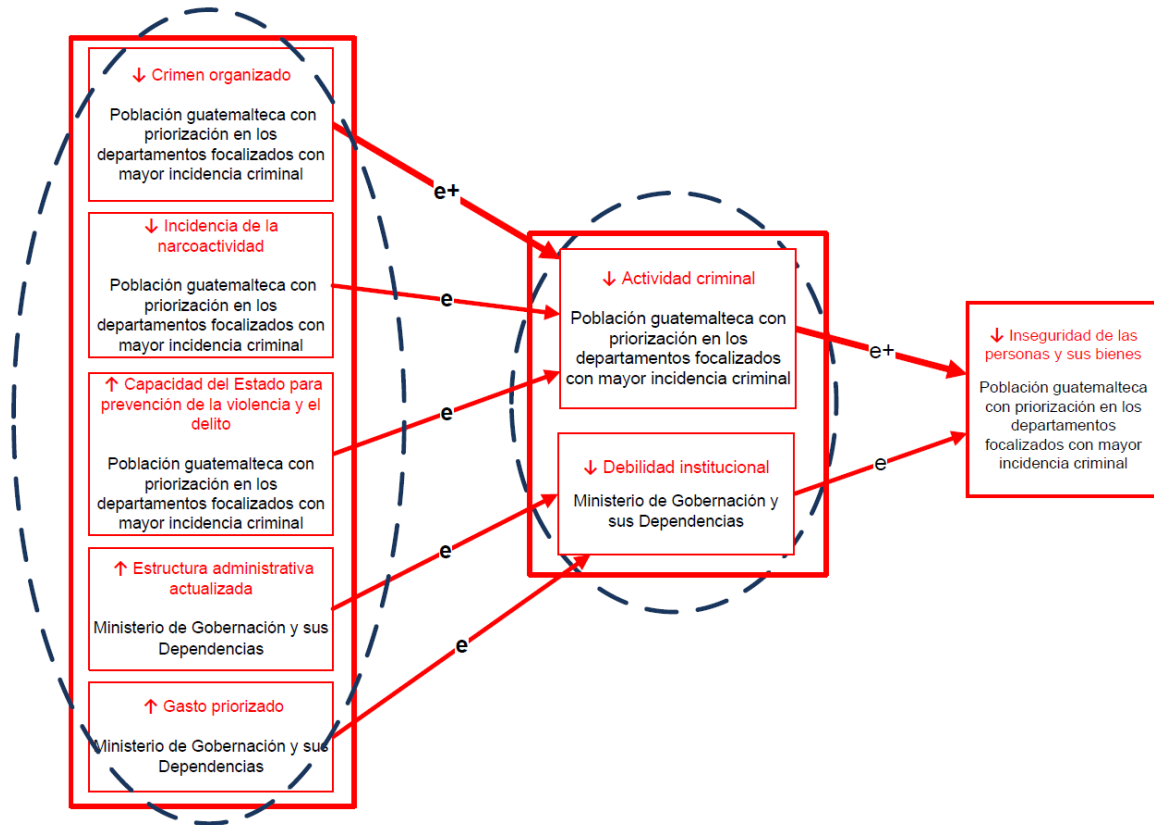 ↓ Crimen organizado
Población guatemalteca con
priorización en los
departamentos focalizados con
mayor incidencia criminal
↓ Incidencia de la
narcoactividad
Población guatemalteca con
priorización en los
departamentos focalizados con
mayor incidencia criminal
↑ Capacidad del Estado para
prevención de la violencia y el
delito
Población guatemalteca con
priorización en los
departamentos focalizados con
mayor incidencia criminal
↑ Estructura administrativa
actualizada
Ministerio de Gobernación y sus
Dependencias
↑ Gasto priorizado
Ministerio de Gobernación y sus
Dependencias
e+
e
e
e
e
↓ Actividad criminal
Población guatemalteca con
priorización en los
departamentos focalizados
con mayor incidencia criminal
↓ Debilidad institucional
Ministerio de Gobernación y
sus Dependencias
e+
e
↓ Inseguridad de las
personas y sus bienes
Población guatemalteca
con priorización en los
departamentos
focalizados con mayor
incidencia criminal